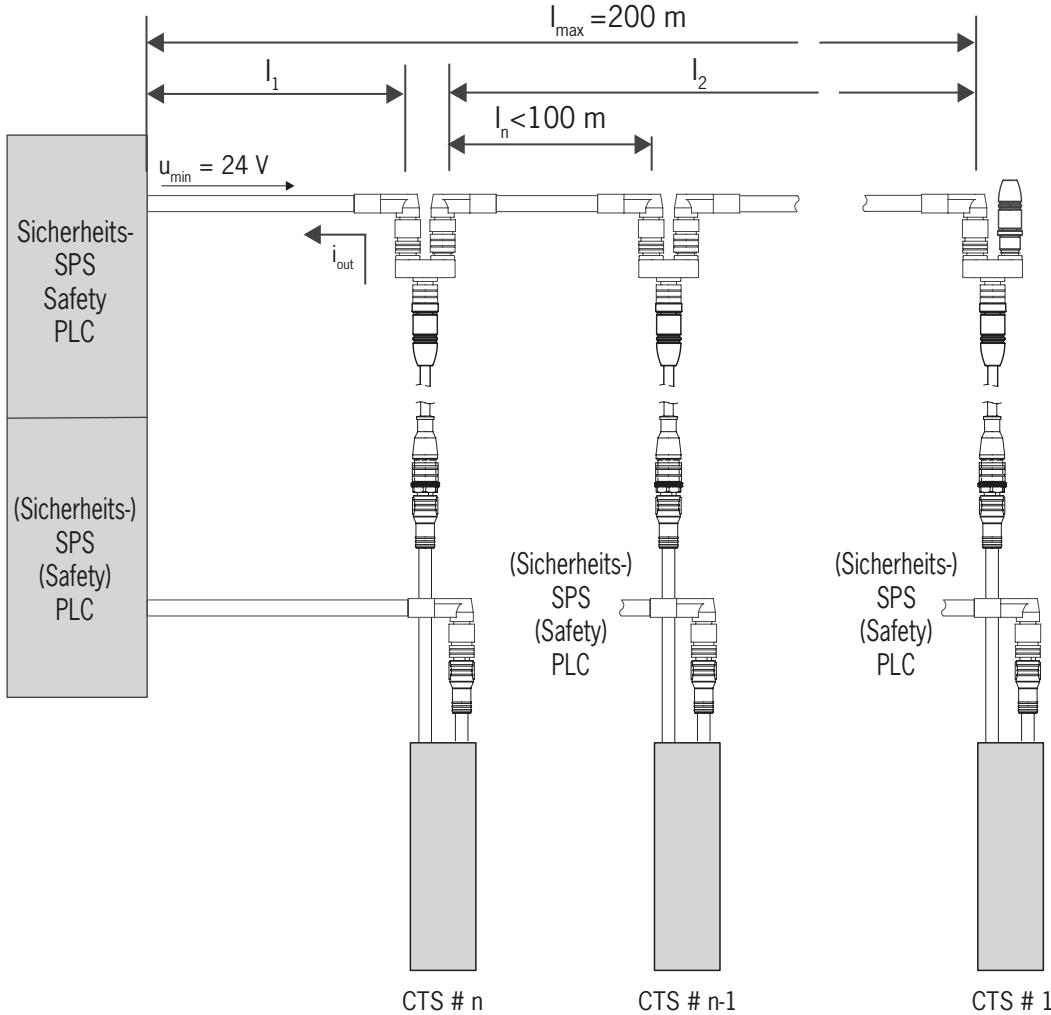 l_max =200 m
l_1
l_2
l_n<100 m
u_min = 24 V
i_out
Sicherheits-
SPS
Safety
PLC
(Sicherheits-)
SPS
(Safety)
PLC
(Sicherheits-)
SPS
(Safety)
PLC
(Sicherheits-)
SPS
(Safety)
PLC
CTS # n
CTS # n-1
CTS # 1